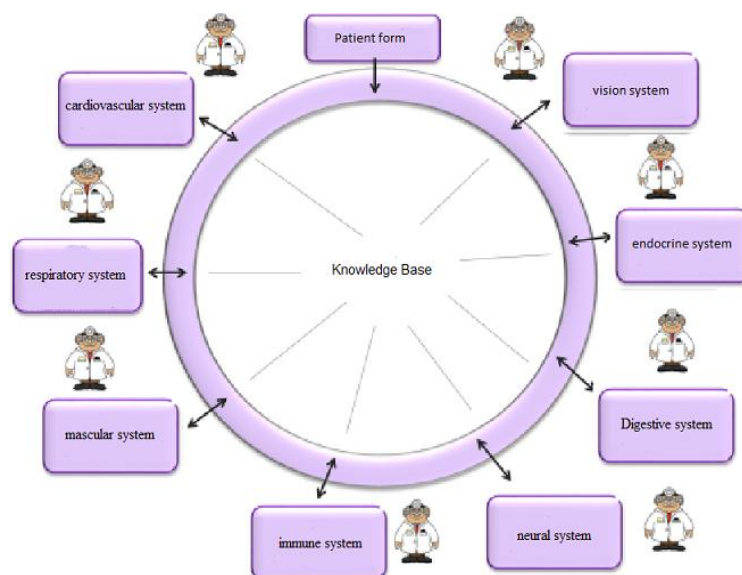 Patient form
cardiovascular system
vision system
respiratory system
Knowledge Base
endocrine system
mascular system
Digestive system
immune system
neural system